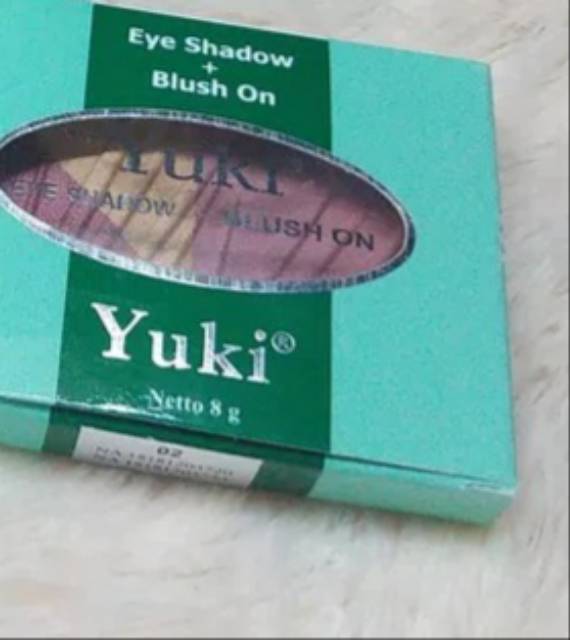 Eye Shadow
+
Blush On
Yuki
EYE SHADOW BLUSH ON
Yuki®
Netto 8 g
02